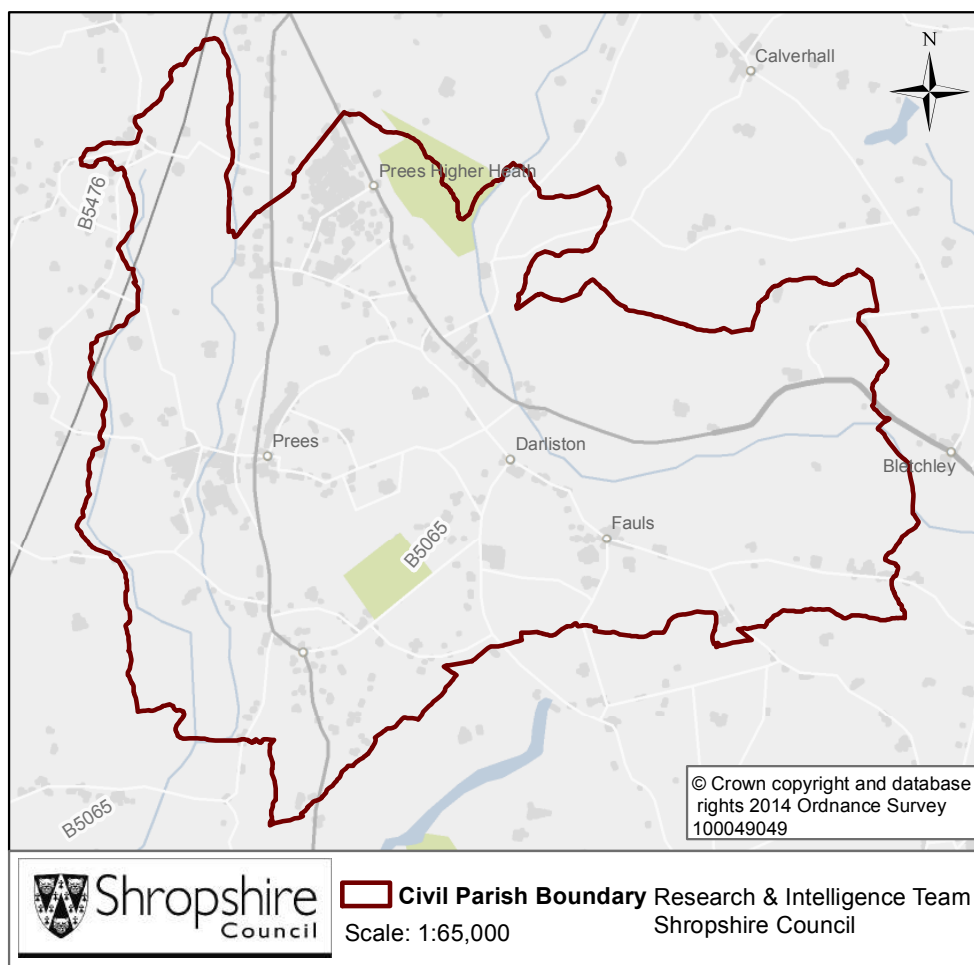 N
Calverhall
Prees Higher Heath
B5476
Prees
Darliston
Bletchley
Fauls
B5065
B5065
© Crown copyright and database
rights 2014 Ordnance Survey
100049049
Shropshire
Council
Civil Parish Boundary
Scale: 1:65,000
Research & Intelligence Team
Shropshire Council